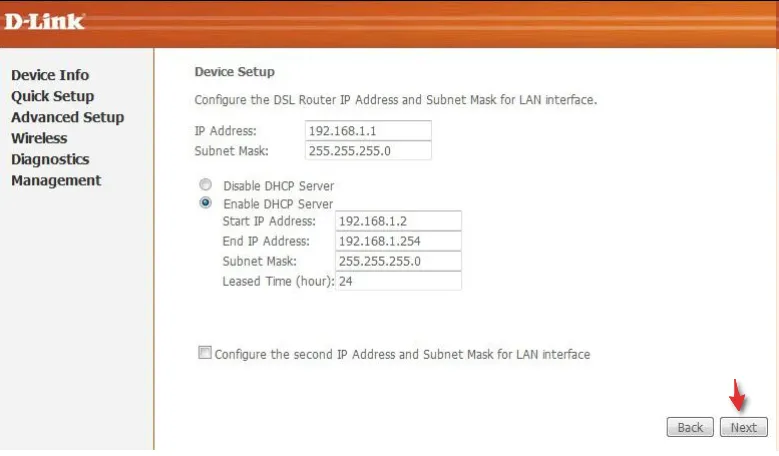 D-Link
Device Info
Quick Setup
Advanced Setup
Wireless
Diagnostics
Management
Device Setup
Configure the DSL Router IP Address and Subnet Mask for LAN interface.
IP Address: 192.168.1.1
Subnet Mask: 255.255.255.0
Disable DHCP Server
Enable DHCP Server
Start IP Address: 192.168.1.2
End IP Address: 192.168.1.254
Subnet Mask: 255.255.255.0
Leased Time (hour): 24
Configure the second IP Address and Subnet Mask for LAN interface
Back Next